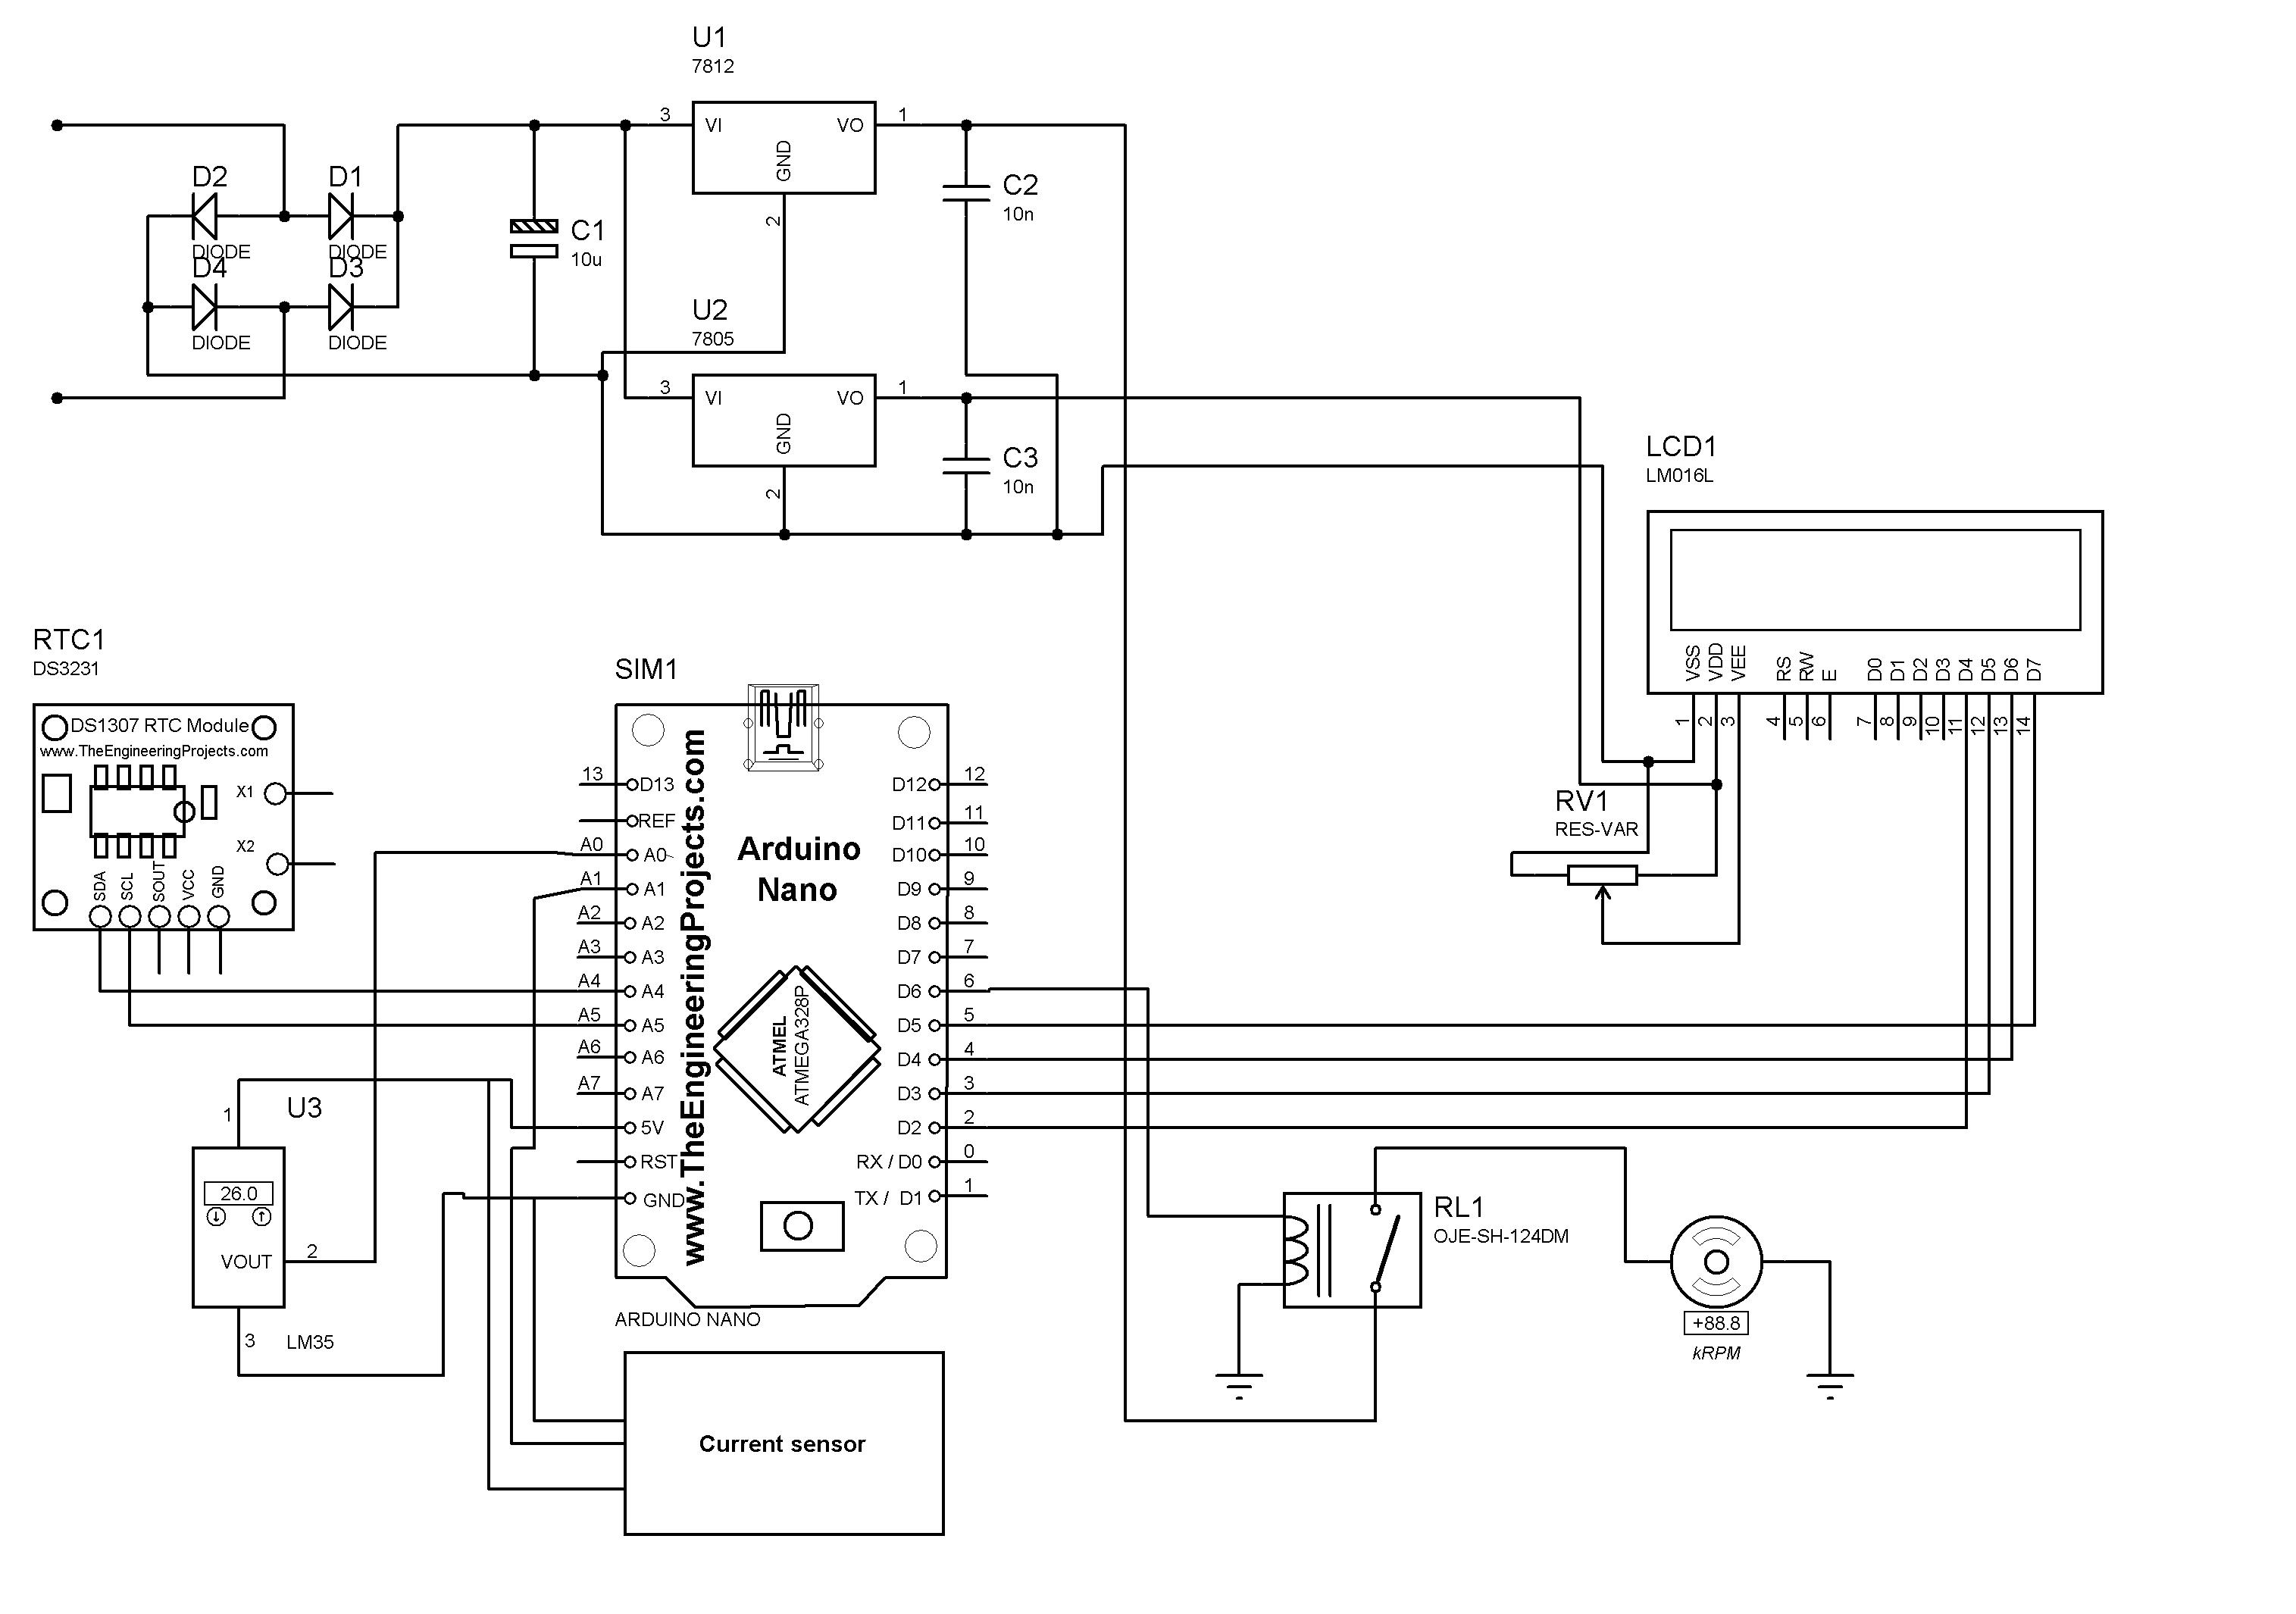 U1
7812
3
VI
VO
1
GND
2
D2
D1
DIODE
DIODE
D4
D3
DIODE
DIODE
C1
10u
C2
10n
U2
7805
3
VI
VO
1
GND
2
C3
10n
LCD1
LM016L
VSS
VDD
VEE
RS
RW
E
D0
D1
D2
D3
D4
D5
D6
D7
1
2
3
4
5
6
7
8
9
10
11
12
13
14
RV1
RES-VAR
RTC1
DS3231
DS1307 RTC Module
www.TheEngineeringProjects.com
X1
X2
SDA
SCL
SOUT
VCC
GND
SIM1
www.TheEngineeringProjects.com
Arduino
Nano
ATMEL
ATMEGA328P
13 D13
REF
A0 A0
A1 A1
A2 A2
A3 A3
A4 A4
A5 A5
A6 A6
A7 A7
5V
RST
GND
D12 12
D11 11
D10 10
D9 9
D8 8
D7 7
D6 6
D5 5
D4 4
D3 3
D2 2
RX / D0 0
TX / D1 1
ARDUINO NANO
U3
1
26.0
VOUT
2
3
LM35
Current sensor
RL1
OJE-SH-124DM
+88.8
kRPM